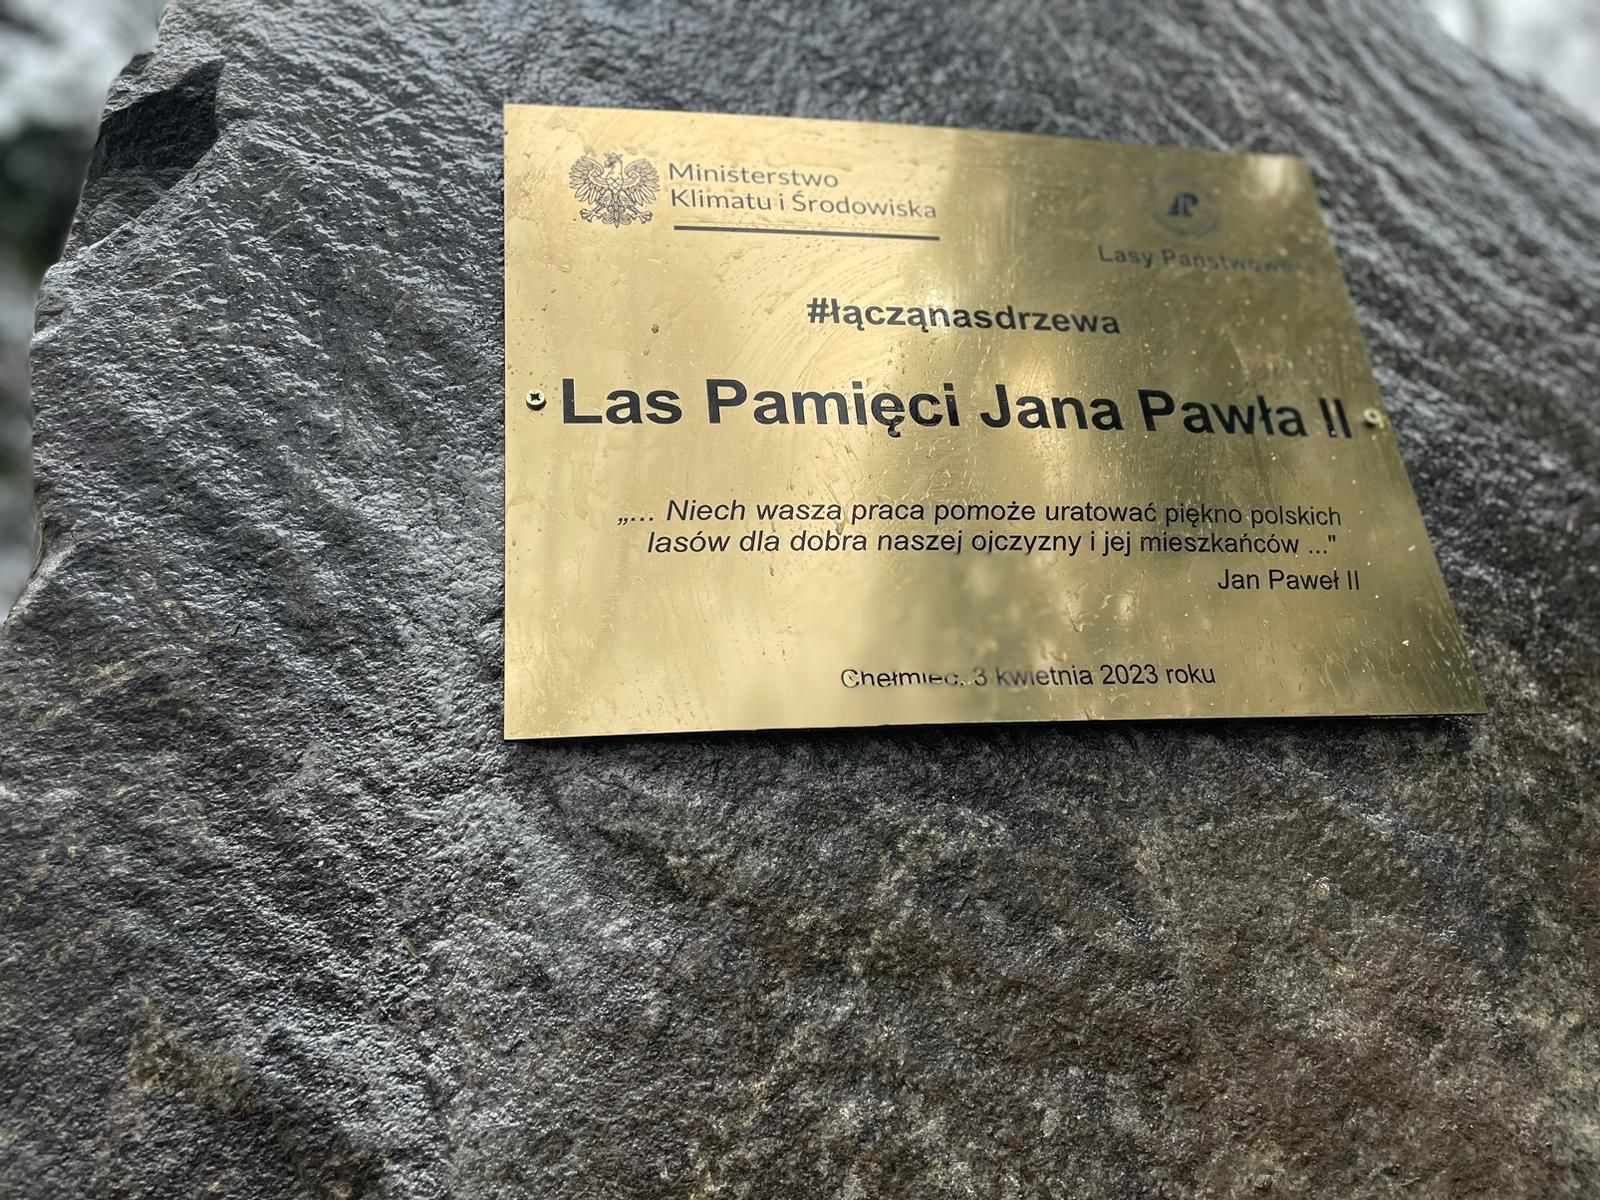 Ministerstwo
Klimatu i Środowiska
Lasy Państwowe
#łącząnasdrzewa
Las Pamięci Jana Pawła II
„... Niech wasza praca pomoże uratować piękno polskich
lasów dla dobra naszej ojczyzny i jej mieszkańców ..."
Jan Paweł II
Chełmiec, 3 kwietnia 2023 roku